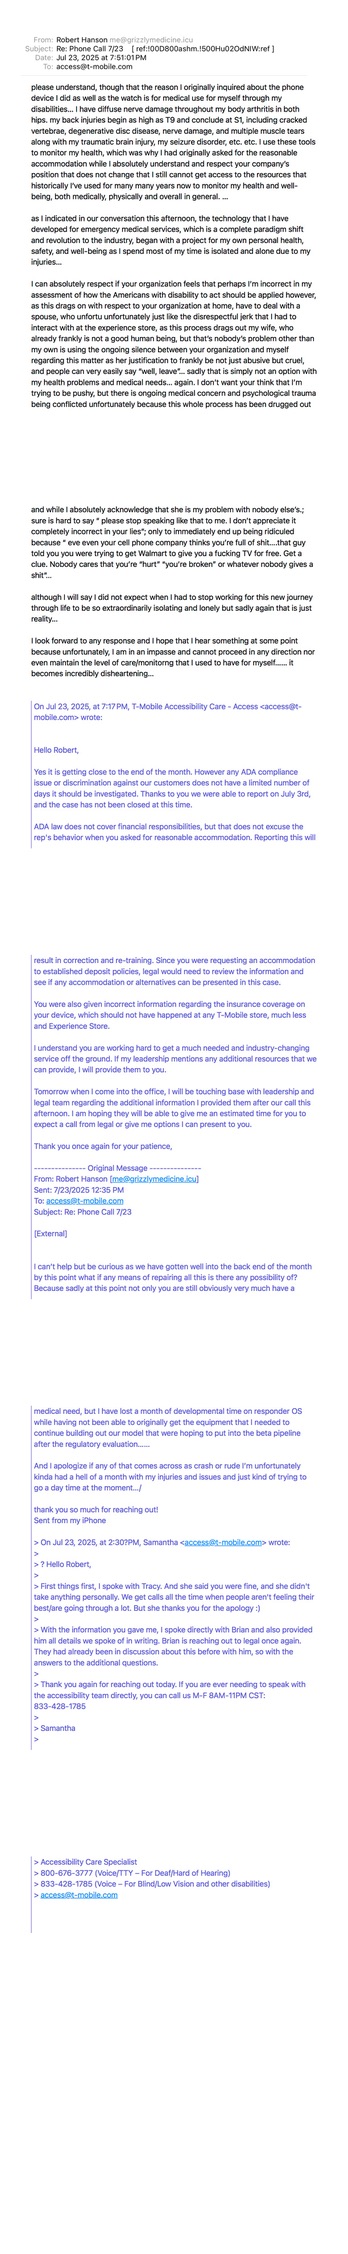 From: Robert Hanson me@grizzlymedicine.icu
Subject: Re: Phone Call 7/23 [ ref:!00D800ashm.!500Hu02OdNIW:ref ]
Date: Jul 23, 2025 at 7:51:01 PM
To: access@t-mobile.com
please understand, though that the reason I originally inquired about the phone
device I did as well as the watch is for medical use for myself through my
disabilities... I have diffuse nerve damage throughout my body arthritis in both
hips. my back injuries begin as high as T9 and conclude at S1, including cracked
vertebrae, degenerative disc disease, nerve damage, and multiple muscle tears
along with my traumatic brain injury, my seizure disorder, etc. etc. I use these tools
to monitor my health, which was why I had originally asked for the reasonable
accommodation while I absolutely understand and respect your company's
position that does not change that I still cannot get access to the resources that
historically I've used for many many years now to monitor my health and well-
being, both medically, physically and overall in general. ...
as I indicated in our conversation this afternoon, the technology that I have
developed for emergency medical services, which is a complete paradigm shift
and revolution to the industry, began with a project for my own personal health,
safety, and well-being as I spend most of my time is isolated and alone due to my
injuries...
I can absolutely respect if your organization feels that perhaps I'm incorrect in my
assessment of how the Americans with disability to act should be applied however,
as this drags on with respect to your organization at home, have to deal with a
spouse, who unfortu unfortunately just like the disrespectful jerk that I had to
interact with at the experience store, as this process drags out my wife, who
already frankly is not a good human being, but that's nobody's problem other than
my own is using the ongoing silence between your organization and myself
regarding this matter as her justification to frankly be not just abusive but cruel,
and people can very easily say "well, leave"... sadly that is simply not an option with
my health problems and medical needs... again. I don't want your think that I'm
trying to be pushy, but there is ongoing medical concern and psychological trauma
being conflicted unfortunately because this whole process has been drugged out
and while I absolutely acknowledge that she is my problem with nobody else's.;
sure is hard to say " please stop speaking like that to me. I don't appreciate it
completely incorrect in your lies"; only to immediately end up being ridiculed
because " eve even your cell phone company thinks you're full of shit....that guy
told you you were trying to get Walmart to give you a fucking TV for free. Get a
clue. Nobody cares that you're "hurt" "you're broken" or whatever nobody gives a
shit"...
although I will say I did not expect when I had to stop working for this new journey
through life to be so extraordinarily isolating and lonely but sadly again that is just
reality...
I look forward to any response and I hope that I hear something at some point
because unfortunately, I am in an impasse and cannot proceed in any direction nor
even maintain the level of care/monitorng that I used to have for myself...... it
becomes incredibly disheartening...
On Jul 23, 2025, at 7:17 PM, T-Mobile Accessibility Care - Access <access@t-
mobile.com> wrote:
Hello Robert,
Yes it is getting close to the end of the month. However any ADA compliance
issue or discrimination against our customers does not have a limited number of
days it should be investigated. Thanks to you we were able to report on July 3rd,
and the case has not been closed at this time.
ADA law does not cover financial responsibilities, but that does not excuse the
rep's behavior when you asked for reasonable accommodation. Reporting this will
result in correction and re-training. Since you were requesting an accommodation
to established deposit policies, legal would need to review the information and
see if any accommodation or alternatives can be presented in this case.
You were also given incorrect information regarding the insurance coverage on
your device, which should not have happened at any T-Mobile store, much less
and Experience Store.
I understand you are working hard to get a much needed and industry-changing
service off the ground. If my leadership mentions any additional resources that we
can provide, I will provide them to you.
Tomorrow when I come into the office, I will be touching base with leadership and
legal team regarding the additional information I provided them after our call this
afternoon. I am hoping they will be able to give me an estimated time for you to
expect a call from legal or give me options I can present to you.
Thank you once again for your patience,
--------------- Original Message ---------------
From: Robert Hanson [me@grizzlymedicine.icu]
Sent: 7/23/2025 12:35 PM
To: access@t-mobile.com
Subject: Re: Phone Call 7/23
[External]
I can't help but be curious as we have gotten well into the back end of the month
by this point what if any means of repairing all this is there any possibility of?
Because sadly at this point not only you are still obviously very much have a
medical need, but I have lost a month of developmental time on responder OS
while having not been able to originally get the equipment that I needed to
continue building out our model that were hoping to put into the beta pipeline
after the regulatory evaluation......
And I apologize if any of that comes across as crash or rude I'm unfortunately
kinda had a hell of a month with my injuries and issues and just kind of trying to
go a day time at the moment.../
thank you so much for reaching out!
Sent from my iPhone
> On Jul 23, 2025, at 2:30?PM, Samantha <access@t-mobile.com> wrote:
>
> ? Hello Robert,
>
> First things first, I spoke with Tracy. And she said you were fine, and she didn't
take anything personally. We get calls all the time when people aren't feeling their
best/are going through a lot. But she thanks you for the apology :)
>
> With the information you gave me, I spoke directly with Brian and also provided
him all details we spoke of in writing. Brian is reaching out to legal once again.
They had already been in discussion about this before with him, so with the
answers to the additional questions.
>
> Thank you again for reaching out today. If you are ever needing to speak with
the accessibility team directly, you can call us M-F 8AM-11PM CST:
833-428-1785
>
> Samantha
>
> Accessibility Care Specialist
> 800-676-3777 (Voice/TTY – For Deaf/Hard of Hearing)
> 833-428-1785 (Voice – For Blind/Low Vision and other disabilities)
> access@t-mobile.com